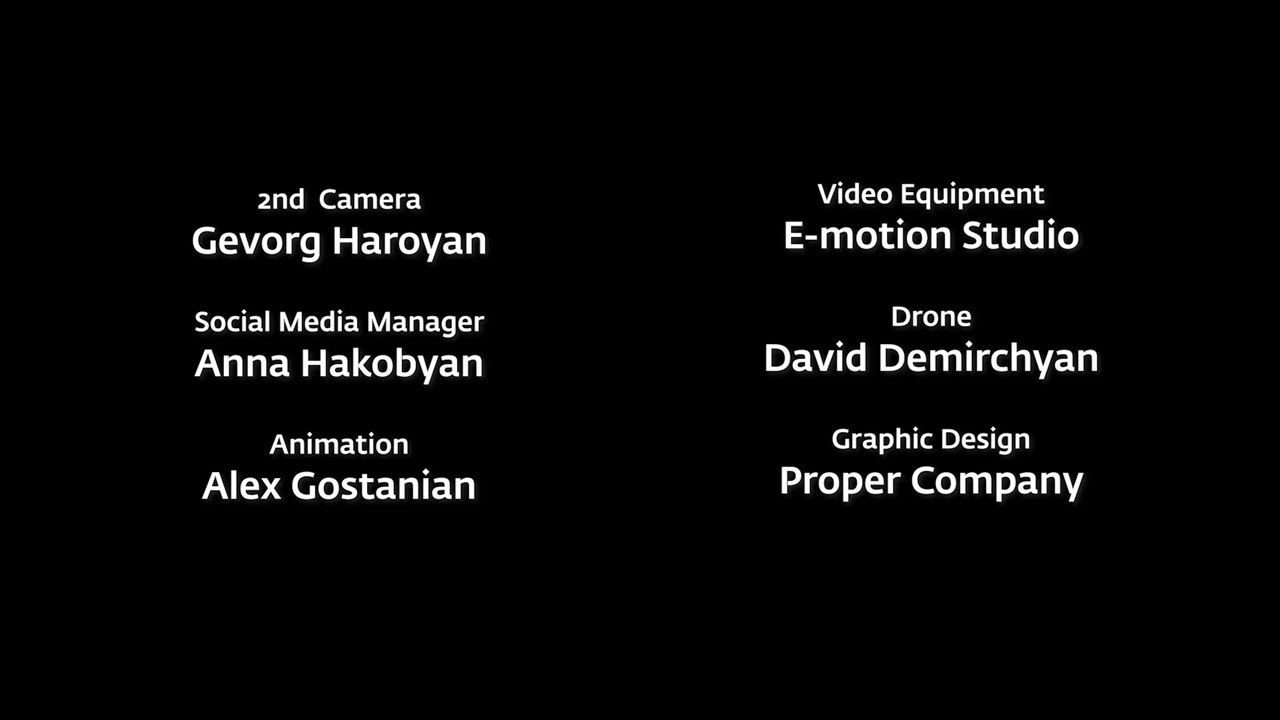 2nd  Camera
Gevorg Haroyan
Social Media Manager
Anna Hakobyan
Animation
Alex Gostanian
Video Equipment
E-motion Studio
Drone
David Demirchyan
Graphic Design
Proper Company